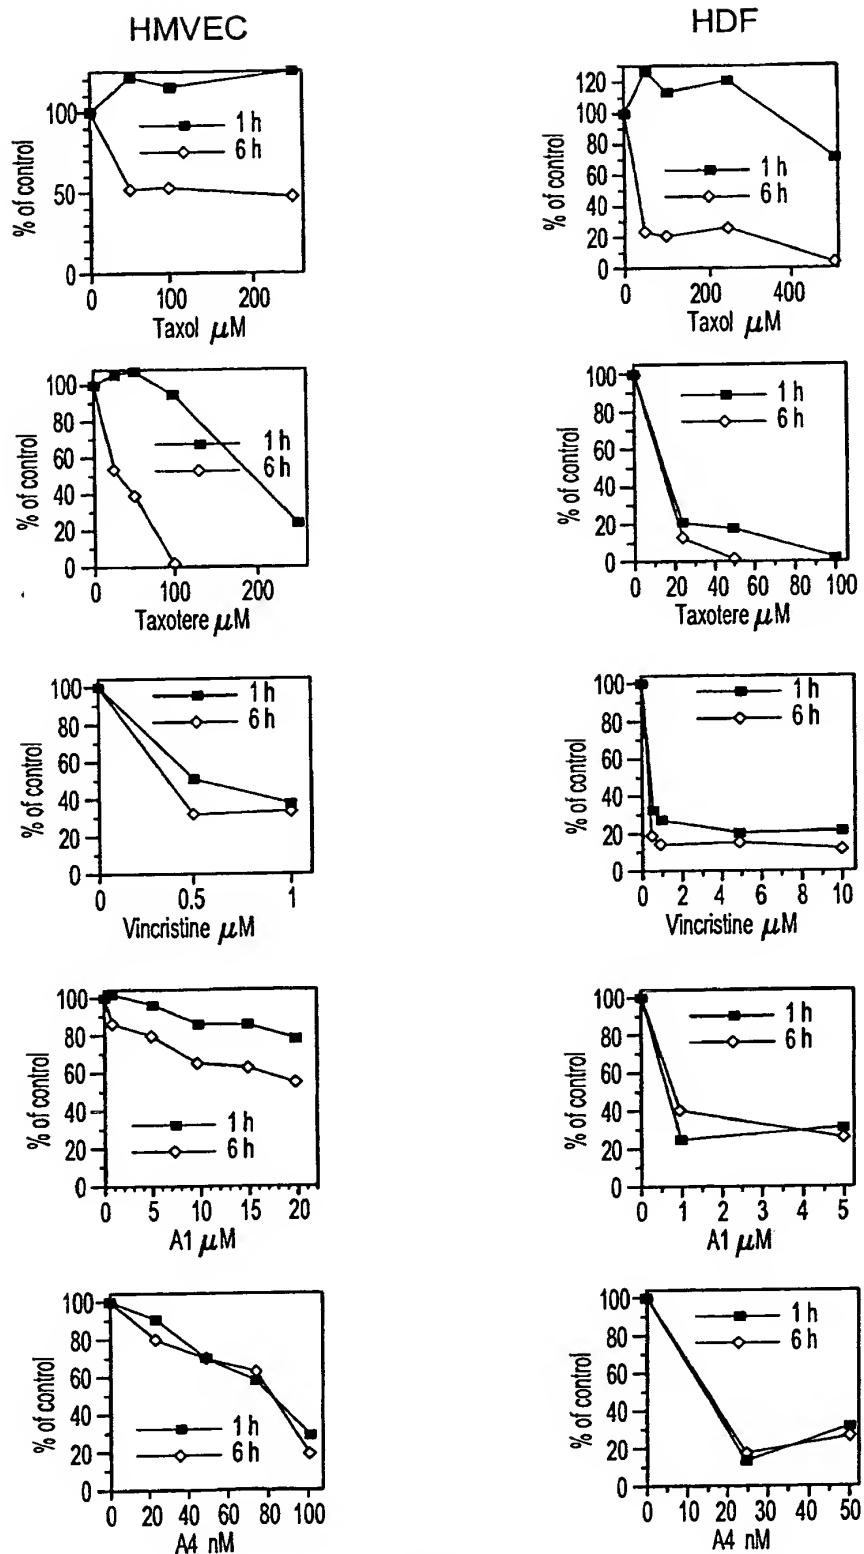 HMVEC HDF
% of control
100
50
0
1 h
6 h
0 100 200
Taxol μM
% of control
120
100
80
60
40
20
0
1 h
6 h
0 200 400
Taxol μM
% of control
100
80
60
40
20
0
1 h
6 h
0 100 200
Taxotere μM
% of control
100
80
60
40
20
0
1 h
6 h
0 20 40 60 80 100
Taxotere μM
% of control
100
80
60
40
20
0
1 h
6 h
0 0.5 1
Vincristine μM
% of control
100
80
60
40
20
0
1 h
6 h
0 2 4 6 8 10
Vincristine μM
% of control
100
80
60
40
20
0
1 h
6 h
0 5 10 15 20
A1 μM
% of control
100
80
60
40
20
0
1 h
6 h
0 1 2 3 4 5
A1 μM
% of control
100
80
60
40
20
0
1 h
6 h
0 20 40 60 80 100
A4 nM
% of control
100
80
60
40
20
0
1 h
6 h
0 10 20 30 40 50
A4 nM